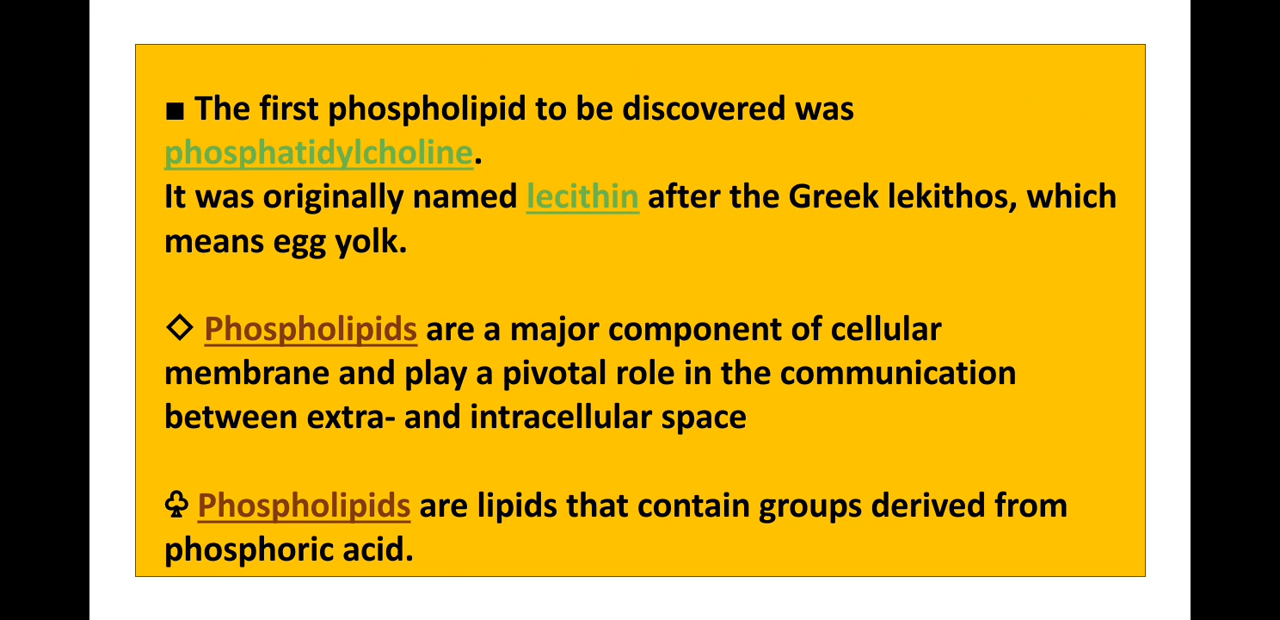 ■ The first phospholipid to be discovered was
phosphatidylcholine.
It was originally named lecithin after the Greek lekithos, which
means egg yolk.
◇ Phospholipids are a major component of cellular
membrane and play a pivotal role in the communication
between extra- and intracellular space
♧ Phospholipids are lipids that contain groups derived from
phosphoric acid.